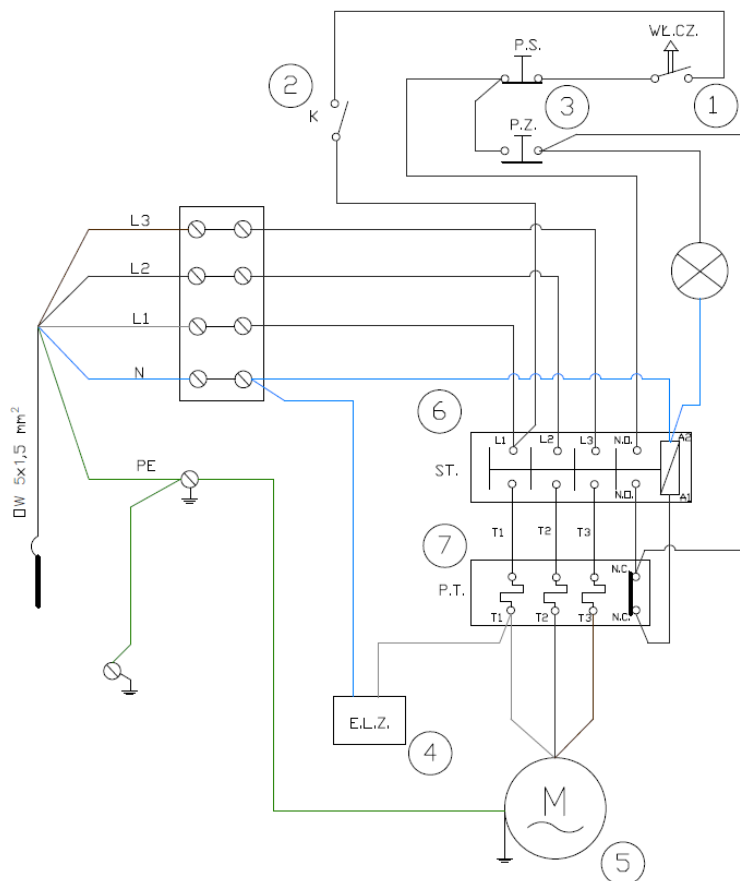 WŁ.CZ.
P.S.
1
2
3
K
P.Z.
L3
L2
L1
N
6
L1
L2
L3
N.O.
A2
ST.
PE
N.O.
A1
□W 5x1,5 mm²
T1
T2
T3
7
N.C.
P.T.
T1
T2
T3
N.C.
E.L.Z.
4
M
5